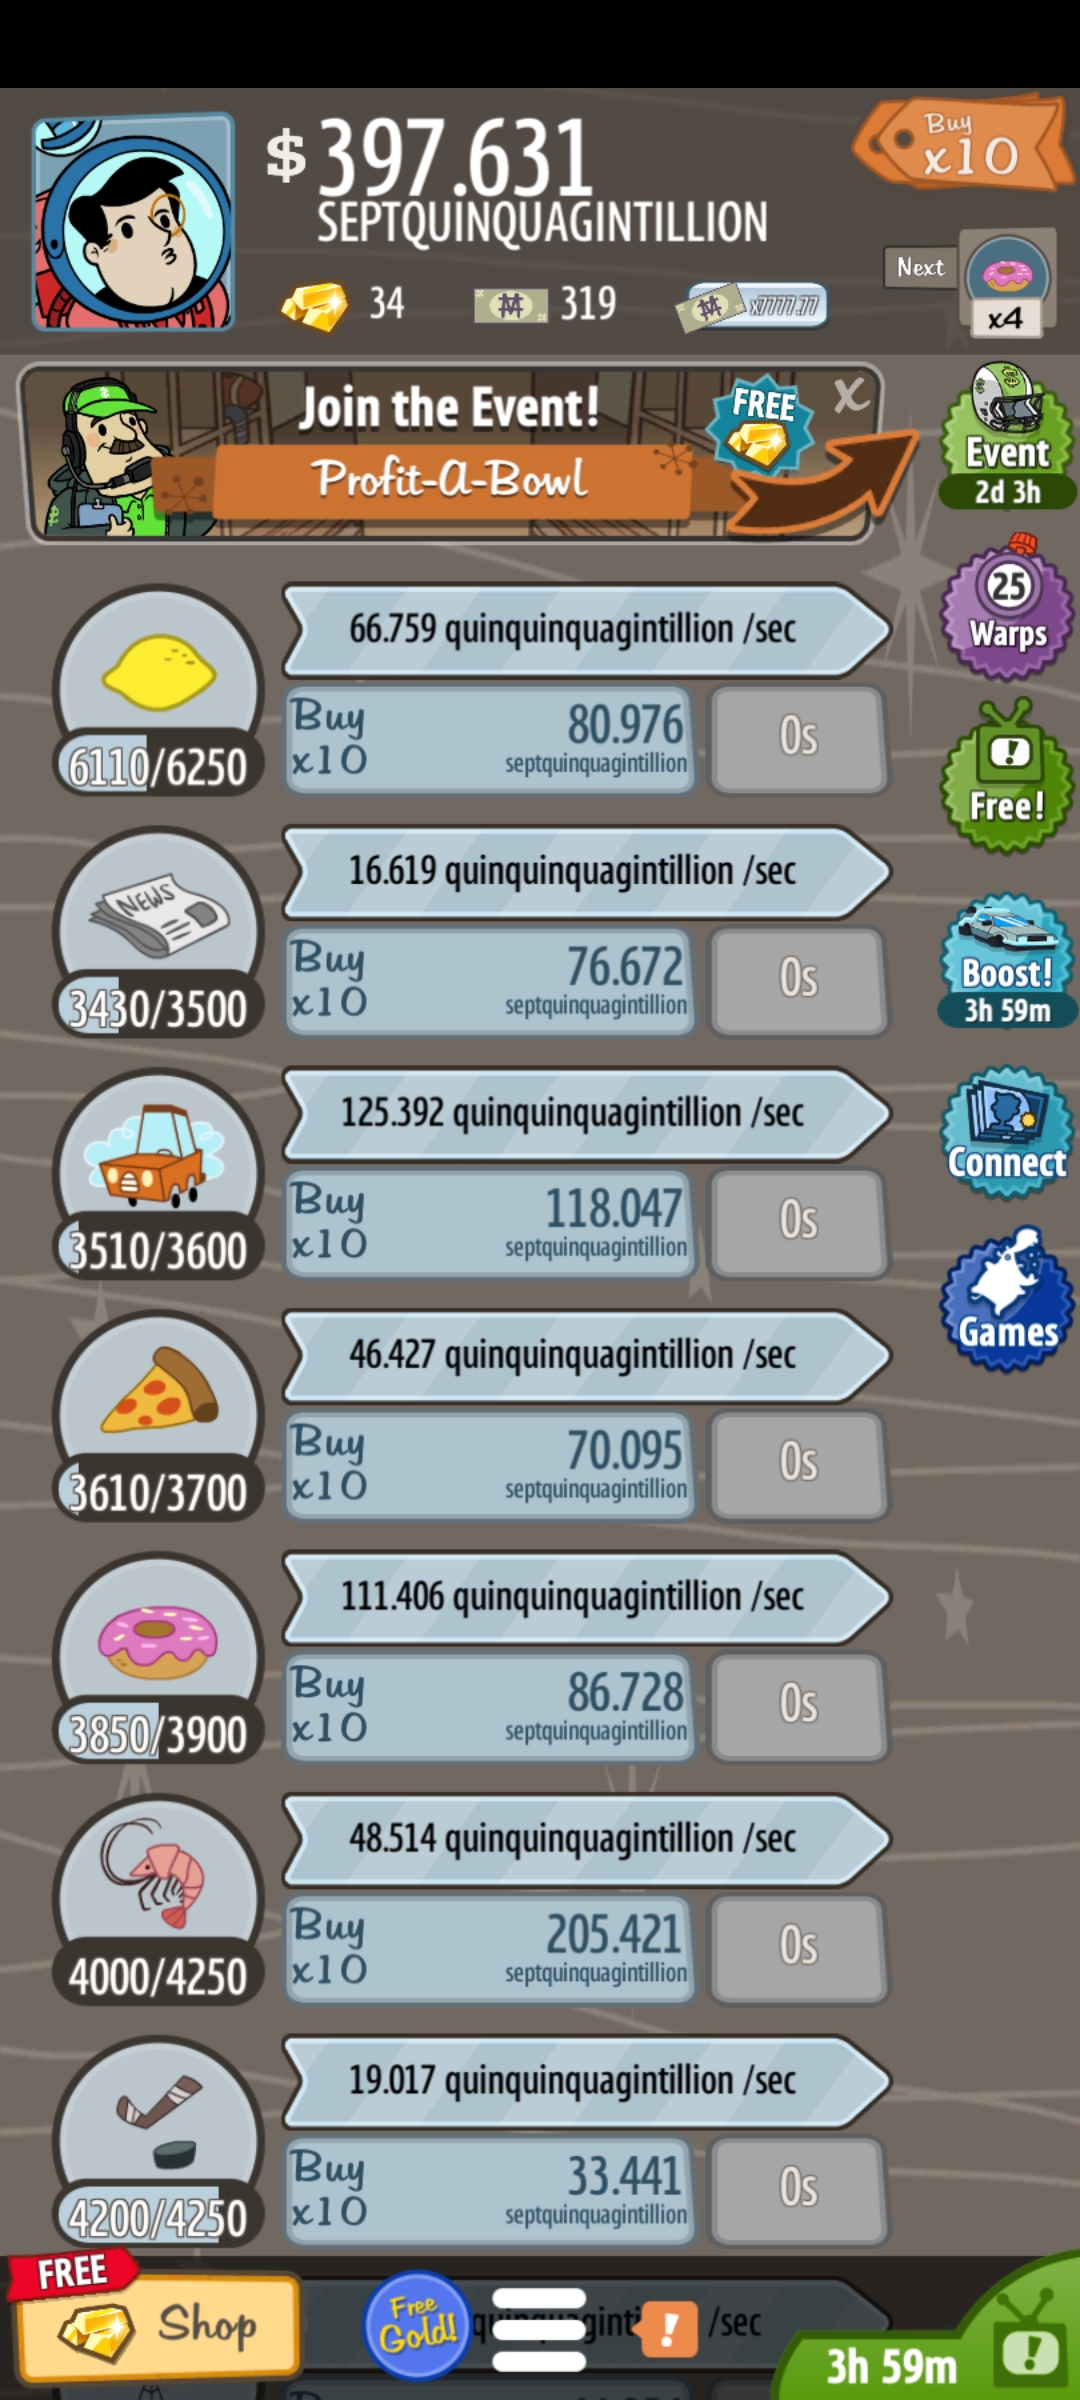 $ 397.631
SEPTQUINQUAGINTILLION
Buy
x10
Next
x4
34
319
x7777.77
Join the Event!
Profit-A-Bowl
FREE
X
Event
2d 3h
25
Warps
66.759 quinquinquagintillion /sec
Buy
x10
80.976
septquinquagintillion
0s
6110/6250
!
Free!
NEWS
16.619 quinquinquagintillion /sec
Buy
x10
76.672
septquinquagintillion
0s
3430/3500
Boost!
3h 59m
125.392 quinquinquagintillion /sec
Buy
x10
118.047
septquinquagintillion
0s
3510/3600
Connect
46.427 quinquinquagintillion /sec
Buy
x10
70.095
septquinquagintillion
0s
3610/3700
Games
111.406 quinquinquagintillion /sec
Buy
x10
86.728
septquinquagintillion
0s
3850/3900
48.514 quinquinquagintillion /sec
Buy
x10
205.421
septquinquagintillion
0s
4000/4250
19.017 quinquinquagintillion /sec
Buy
x10
33.441
septquinquagintillion
0s
4200/4250
FREE
Shop
Free
Gold!
!
/sec
3h 59m
!